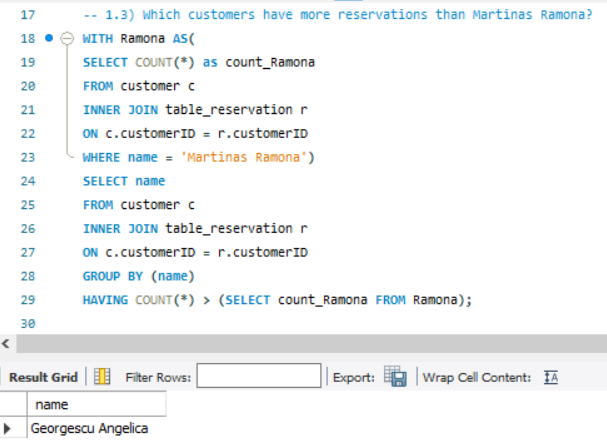 17 -- 1.3) Which customers have more reservations than Martinas Ramona?
18 WITH Ramona AS(
19 SELECT COUNT(*) as count_Ramona
20 FROM customer c
21 INNER JOIN table_reservation r
22 ON c.customerID = r.customerID
23 WHERE name = 'Martinas Ramona')
24 SELECT name
25 FROM customer c
26 INNER JOIN table_reservation r
27 ON c.customerID = r.customerID
28 GROUP BY (name)
29 HAVING COUNT(*) > (SELECT count_Ramona FROM Ramona);
30
Result Grid Filter Rows: Export: Wrap Cell Content: IA
name
Georgescu Angelica